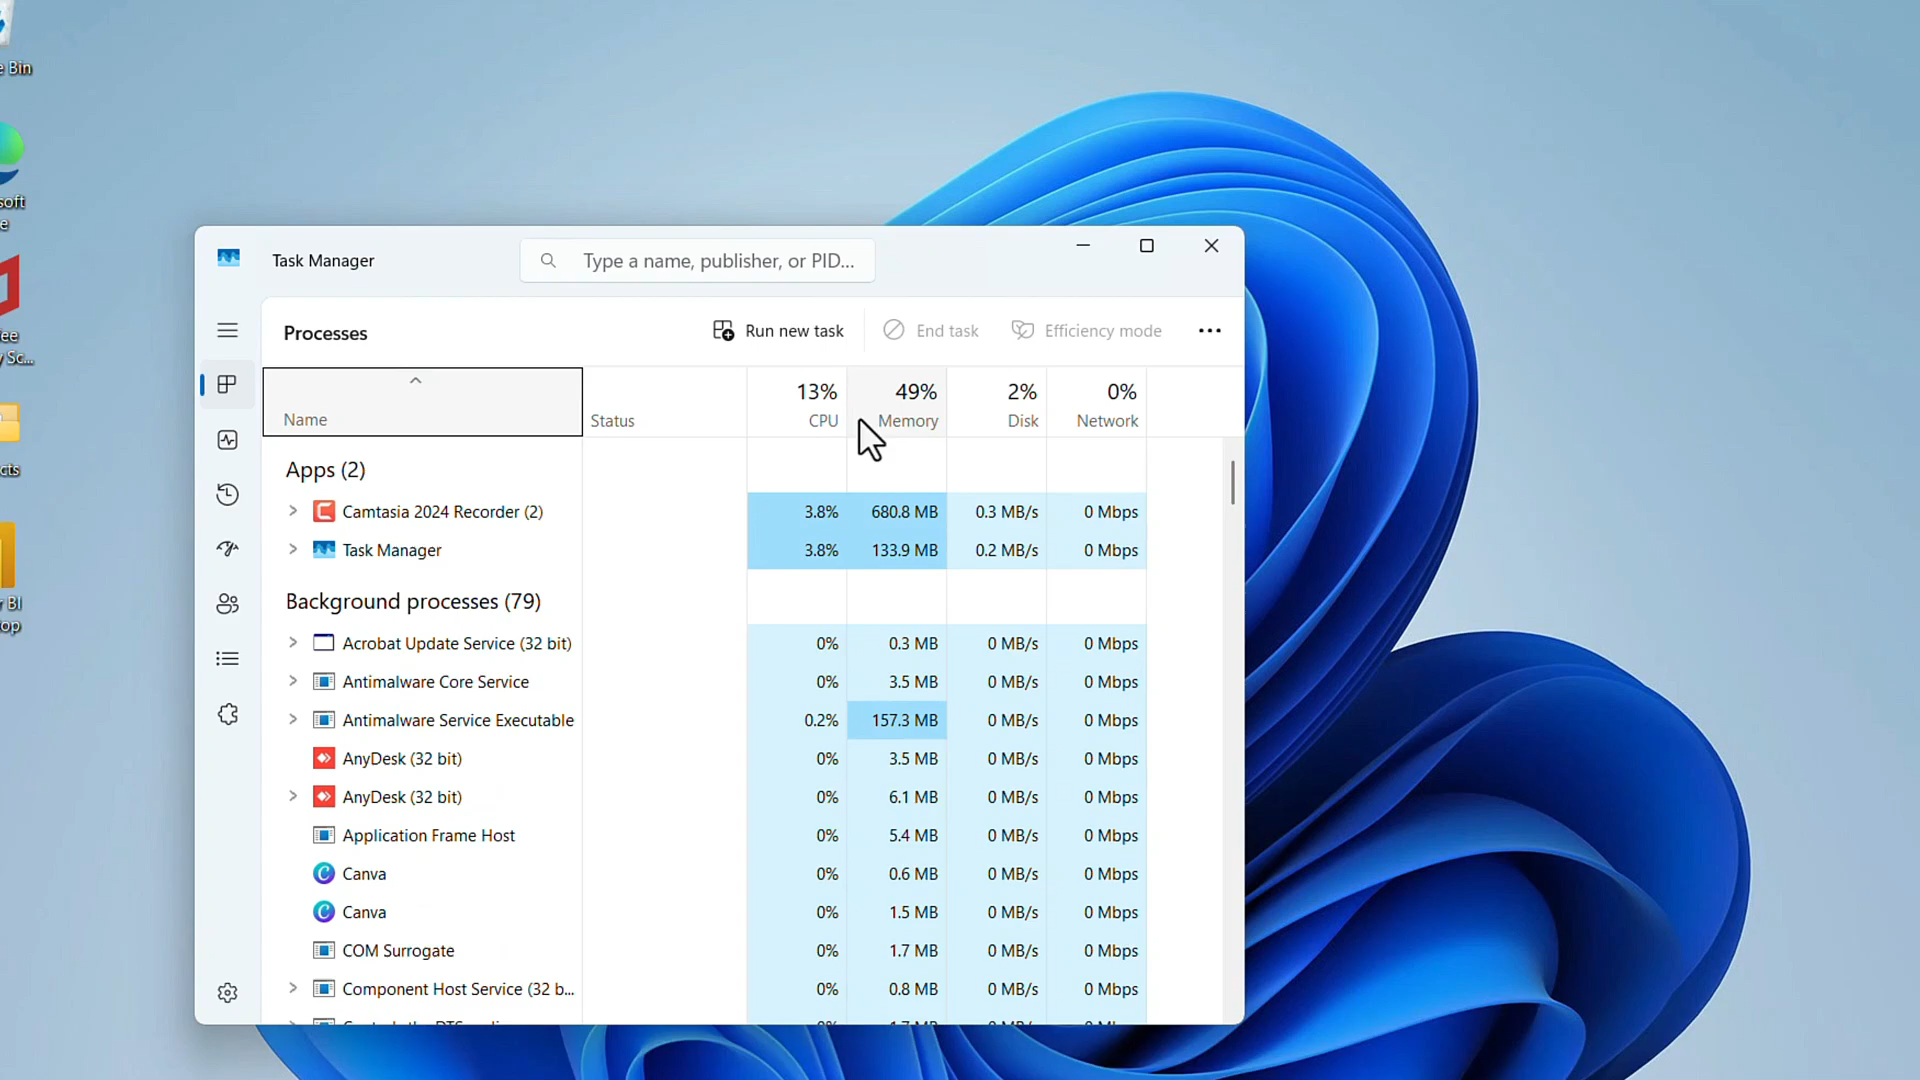 e Bin
soft
e
ee
y Sc...
cts
r BI
top
Task Manager
Type a name, publisher, or PID...
Processes
Run new task
End task
Efficiency mode
Name
Status
13%
CPU
49%
Memory
2%
Disk
0%
Network
Apps (2)
Camtasia 2024 Recorder (2) 3.8% 680.8 MB 0.3 MB/s 0 Mbps
Task Manager 3.8% 133.9 MB 0.2 MB/s 0 Mbps
Background processes (79)
Acrobat Update Service (32 bit) 0% 0.3 MB 0 MB/s 0 Mbps
Antimalware Core Service 0% 3.5 MB 0 MB/s 0 Mbps
Antimalware Service Executable 0.2% 157.3 MB 0 MB/s 0 Mbps
AnyDesk (32 bit) 0% 3.5 MB 0 MB/s 0 Mbps
AnyDesk (32 bit) 0% 6.1 MB 0 MB/s 0 Mbps
Application Frame Host 0% 5.4 MB 0 MB/s 0 Mbps
Canva 0% 0.6 MB 0 MB/s 0 Mbps
Canva 0% 1.5 MB 0 MB/s 0 Mbps
COM Surrogate 0% 1.7 MB 0 MB/s 0 Mbps
Component Host Service (32 b... 0% 0.8 MB 0 MB/s 0 Mbps